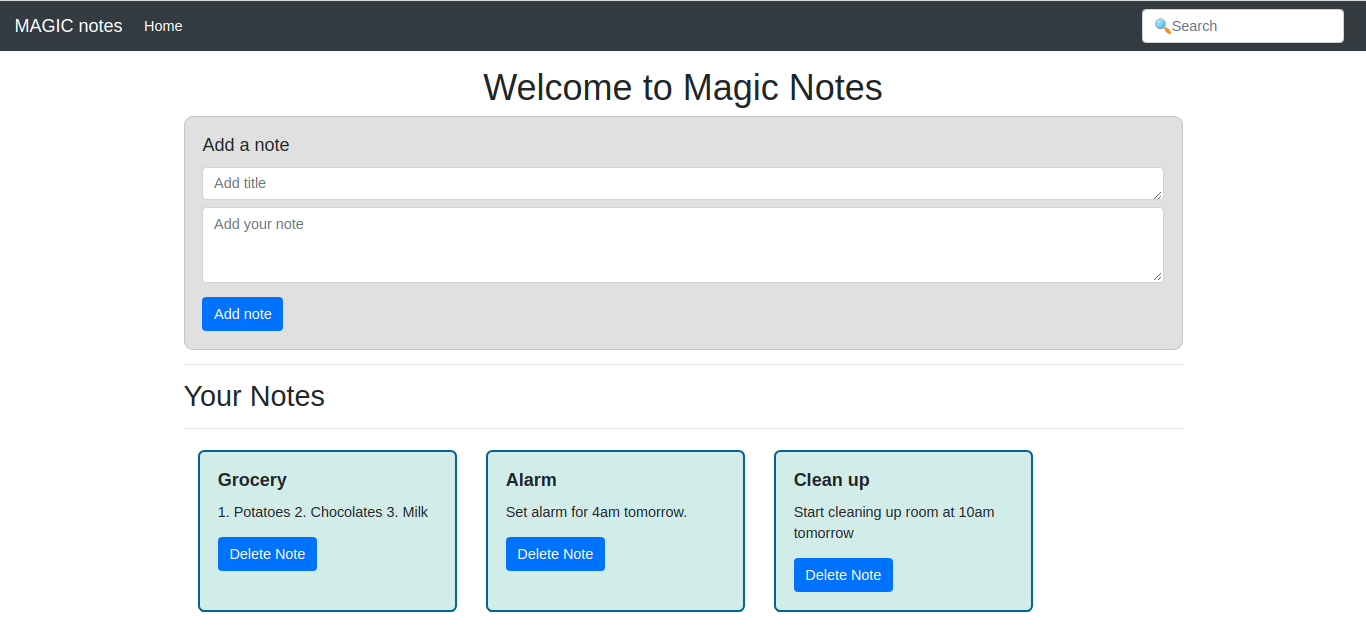 MAGIC notes Home 🔍Search
Welcome to Magic Notes
Add a note
Add title
Add your note
Add note
Your Notes
Grocery
1. Potatoes 2. Chocolates 3. Milk
Delete Note
Alarm
Set alarm for 4am tomorrow.
Delete Note
Clean up
Start cleaning up room at 10am
tomorrow
Delete Note